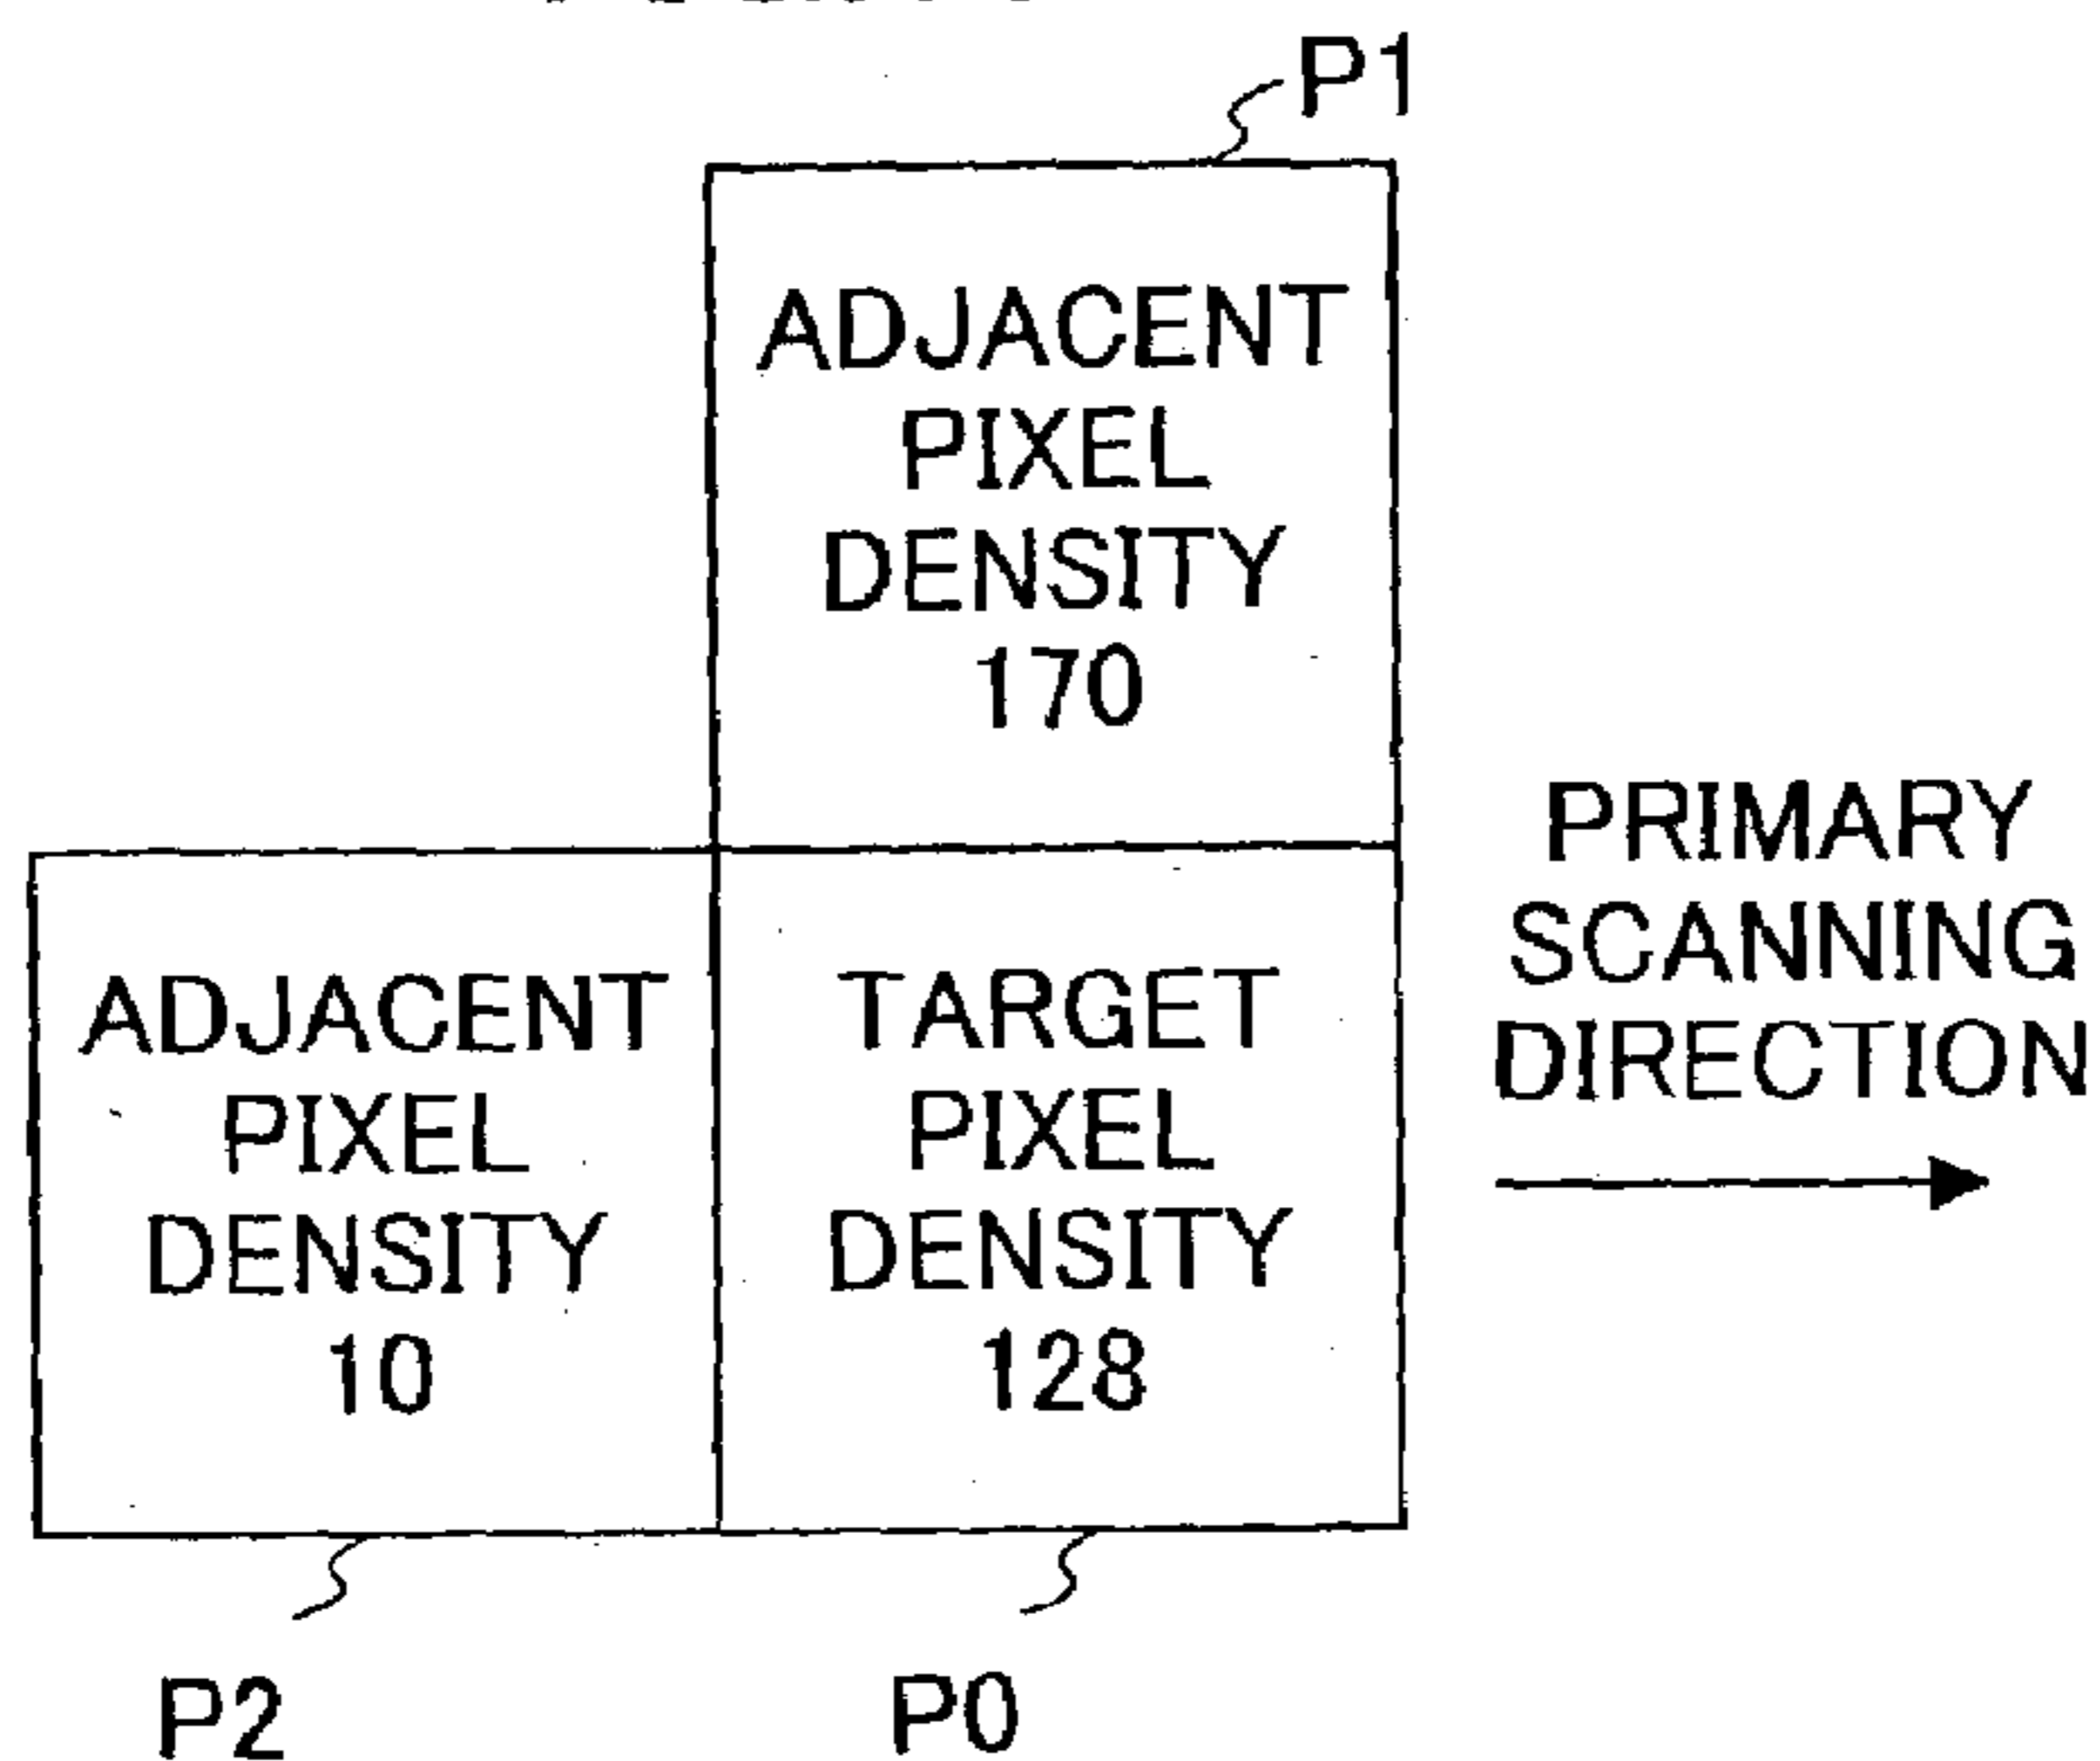 P1
ADJACENT
PIXEL
DENSITY
170
PRIMARY
SCANNING
DIRECTION
ADJACENT
PIXEL
DENSITY
10
TARGET
PIXEL
DENSITY
128
P2
P0